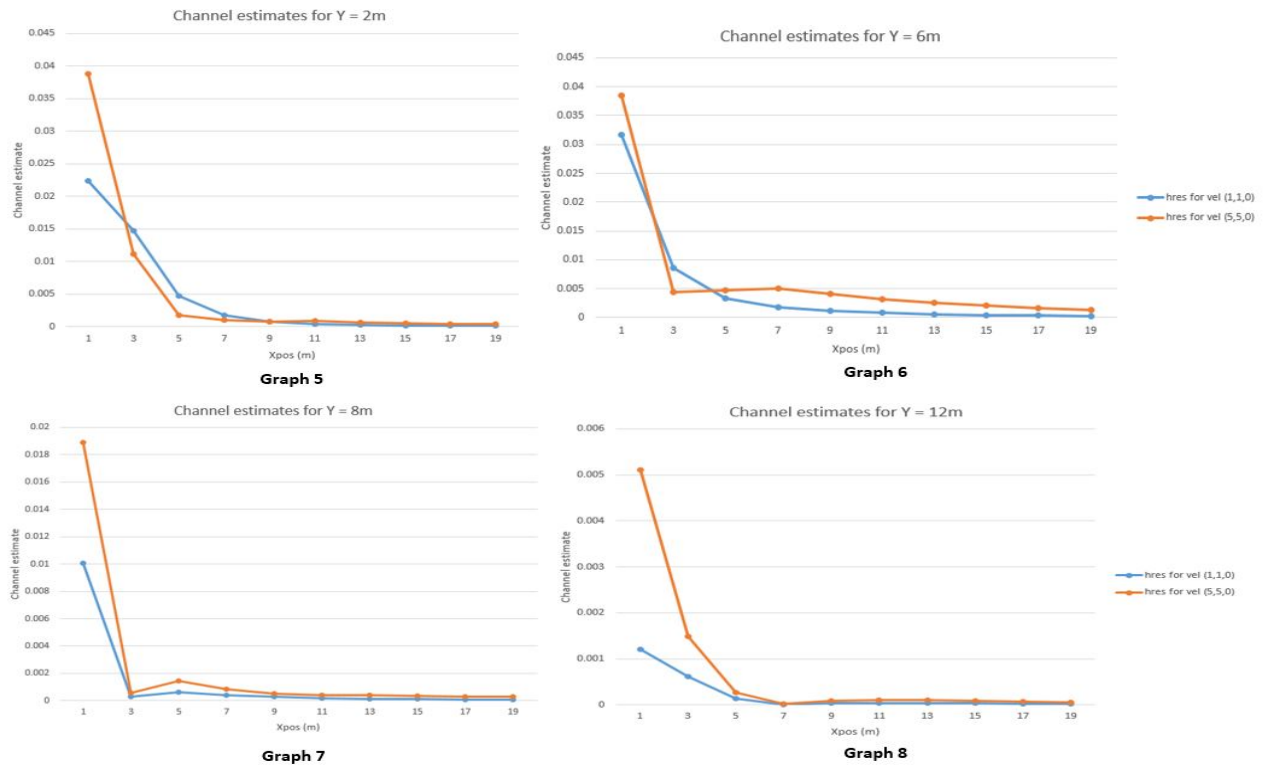 Channel estimates for Y = 2m
0.045
0.04
0.035
0.03
0.025
0.02
0.015
0.01
0.005
0
Channel estimate
1 3 5 7 9 11 13 15 17 19
Xpos (m)
Graph 5
Channel estimates for Y = 6m
0.045
0.04
0.035
0.03
0.025
0.02
0.015
0.01
0.005
0
Channel estimate
1 3 5 7 9 11 13 15 17 19
Xpos (m)
hres for vel (1,1,0)
hres for vel (5,5,0)
Graph 6
Channel estimates for Y = 8m
0.02
0.018
0.016
0.014
0.012
0.01
0.008
0.006
0.004
0.002
0
Channel estimate
1 3 5 7 9 11 13 15 17 19
Xpos (m)
Graph 7
Channel estimates for Y = 12m
0.006
0.005
0.004
0.003
0.002
0.001
0
Channel estimate
1 3 5 7 9 11 13 15 17 19
Xpos (m)
hres for vel (1,1,0)
hres for vel (5,5,0)
Graph 8